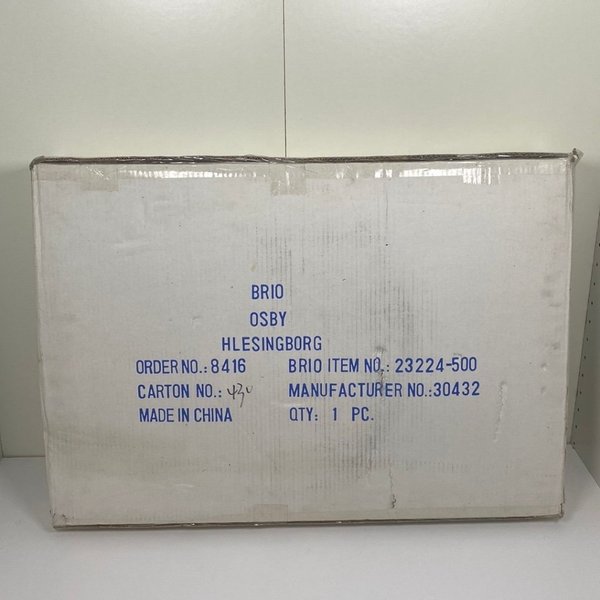 BRIO
OSBY
HLESINGBORG
ORDER NO.: 8416 BRIO ITEM NO.: 23224-500
CARTON NO.: 430 MANUFACTURER NO.:30432
MADE IN CHINA QTY: 1 PC.